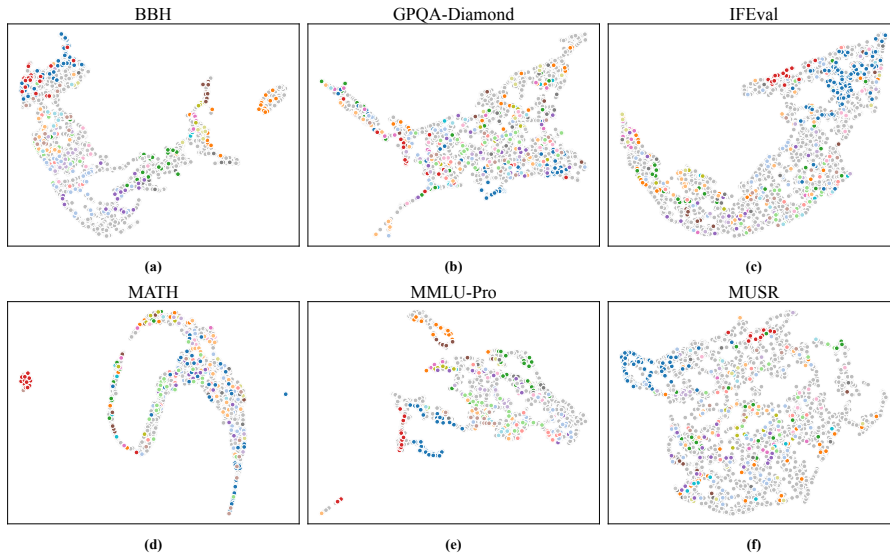 BBH
GPQA-Diamond
IFEval
(a)
(b)
(c)
MATH
MMLU-Pro
MUSR
(d)
(e)
(f)